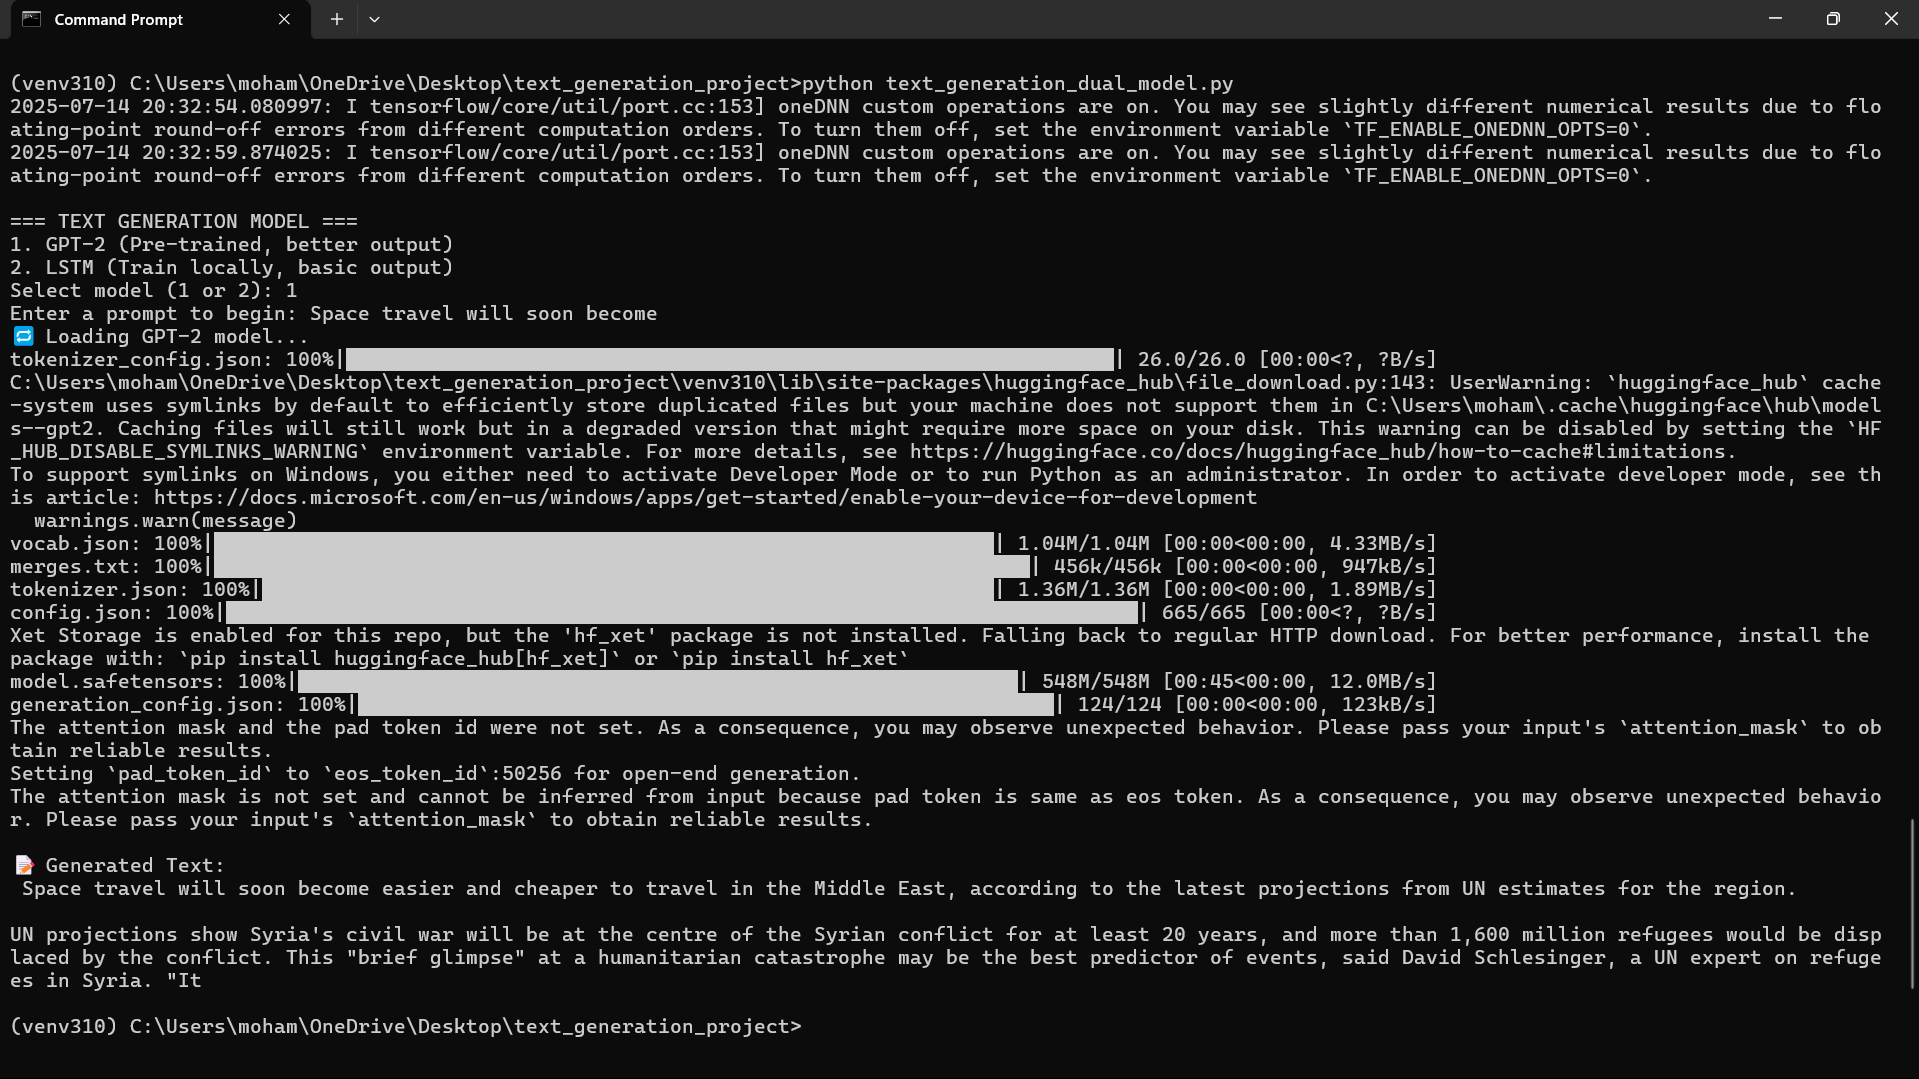 Command Prompt
(venv310) C:\Users\moham\OneDrive\Desktop\text_generation_project>python text_generation_dual_model.py
2025-07-14 20:32:54.080997: I tensorflow/core/util/port.cc:153] oneDNN custom operations are on. You may see slightly different numerical results due to flo
ating-point round-off errors from different computation orders. To turn them off, set the environment variable `TF_ENABLE_ONEDNN_OPTS=0`.
2025-07-14 20:32:59.874025: I tensorflow/core/util/port.cc:153] oneDNN custom operations are on. You may see slightly different numerical results due to flo
ating-point round-off errors from different computation orders. To turn them off, set the environment variable `TF_ENABLE_ONEDNN_OPTS=0`.
=== TEXT GENERATION MODEL ===
1. GPT-2 (Pre-trained, better output)
2. LSTM (Train locally, basic output)
Select model (1 or 2): 1
Enter a prompt to begin: Space travel will soon become
🔁 Loading GPT-2 model...
tokenizer_config.json: 100%|| 26.0/26.0 [00:00<?, ?B/s]
C:\Users\moham\OneDrive\Desktop\text_generation_project\venv310\lib\site-packages\huggingface_hub\file_download.py:143: UserWarning: `huggingface_hub` cache
-system uses symlinks by default to efficiently store duplicated files but your machine does not support them in C:\Users\moham\.cache\huggingface\hub\model
s--gpt2. Caching files will still work but in a degraded version that might require more space on your disk. This warning can be disabled by setting the `HF
_HUB_DISABLE_SYMLINKS_WARNING` environment variable. For more details, see https://huggingface.co/docs/huggingface_hub/how-to-cache#limitations.
To support symlinks on Windows, you either need to activate Developer Mode or to run Python as an administrator. In order to activate developer mode, see th
is article: https://docs.microsoft.com/en-us/windows/apps/get-started/enable-your-device-for-development
  warnings.warn(message)
vocab.json: 100%|| 1.04M/1.04M [00:00<00:00, 4.33MB/s]
merges.txt: 100%|| 456k/456k [00:00<00:00, 947kB/s]
tokenizer.json: 100%|| 1.36M/1.36M [00:00<00:00, 1.89MB/s]
config.json: 100%|| 665/665 [00:00<?, ?B/s]
Xet Storage is enabled for this repo, but the 'hf_xet' package is not installed. Falling back to regular HTTP download. For better performance, install the
package with: `pip install huggingface_hub[hf_xet]` or `pip install hf_xet`
model.safetensors: 100%|| 548M/548M [00:45<00:00, 12.0MB/s]
generation_config.json: 100%|| 124/124 [00:00<00:00, 123kB/s]
The attention mask and the pad token id were not set. As a consequence, you may observe unexpected behavior. Please pass your input's `attention_mask` to ob
tain reliable results.
Setting `pad_token_id` to `eos_token_id`:50256 for open-end generation.
The attention mask is not set and cannot be inferred from input because pad token is same as eos token. As a consequence, you may observe unexpected behavio
r. Please pass your input's `attention_mask` to obtain reliable results.
📝 Generated Text:
 Space travel will soon become easier and cheaper to travel in the Middle East, according to the latest projections from UN estimates for the region.
UN projections show Syria's civil war will be at the centre of the Syrian conflict for at least 20 years, and more than 1,600 million refugees would be disp
laced by the conflict. This "brief glimpse" at a humanitarian catastrophe may be the best predictor of events, said David Schlesinger, a UN expert on refuge
es in Syria. "It
(venv310) C:\Users\moham\OneDrive\Desktop\text_generation_project>